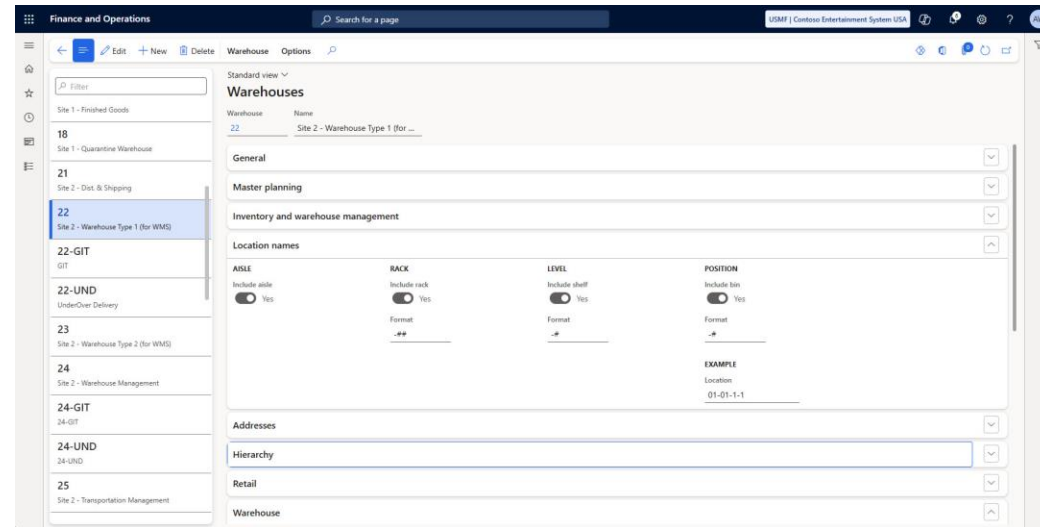 Finance and Operations
Search for a page
USMF | Contoso Entertainment System USA
?
Edit
New
Delete
Warehouse
Options
Filter
Site 1 - Finished Goods
18
Site 1 - Quarantine Warehouse
21
Site 2 - Dist. & Shipping
22
Site 2 - Warehouse Type 1 (for WMS)
22-GIT
GIT
22-UND
UnderOver Delivery
23
Site 2 - Warehouse Type 2 (for WMS)
24
Site 2 - Warehouse Management
24-GIT
24-GIT
24-UND
24-UND
25
Site 2 - Transportation Management
Standard view
Warehouses
Warehouse Name
22 Site 2 - Warehouse Type 1 (for ...
General
Master planning
Inventory and warehouse management
Location names
AISLE RACK LEVEL POSITION
Include aisle Include rack Include shelf Include bin
Yes Yes Yes Yes
Format Format Format
-## -# -#
EXAMPLE
Location
01-01-1-1
Addresses
Hierarchy
Retail
Warehouse